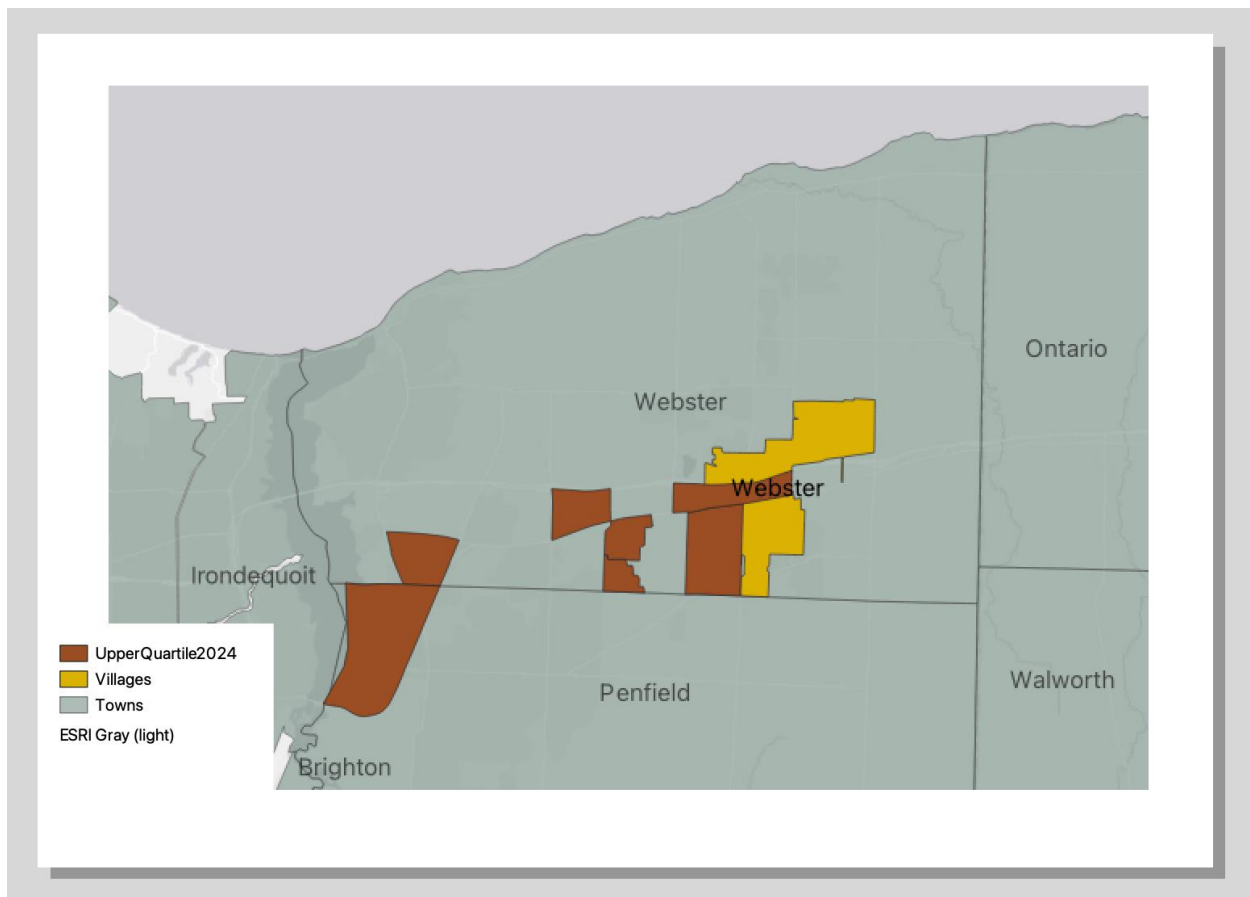 Ontario
Webster
Webster
Irondequoit
Penfield
Walworth
Brighton
UpperQuartile2024
Villages
Towns
ESRI Gray (light)